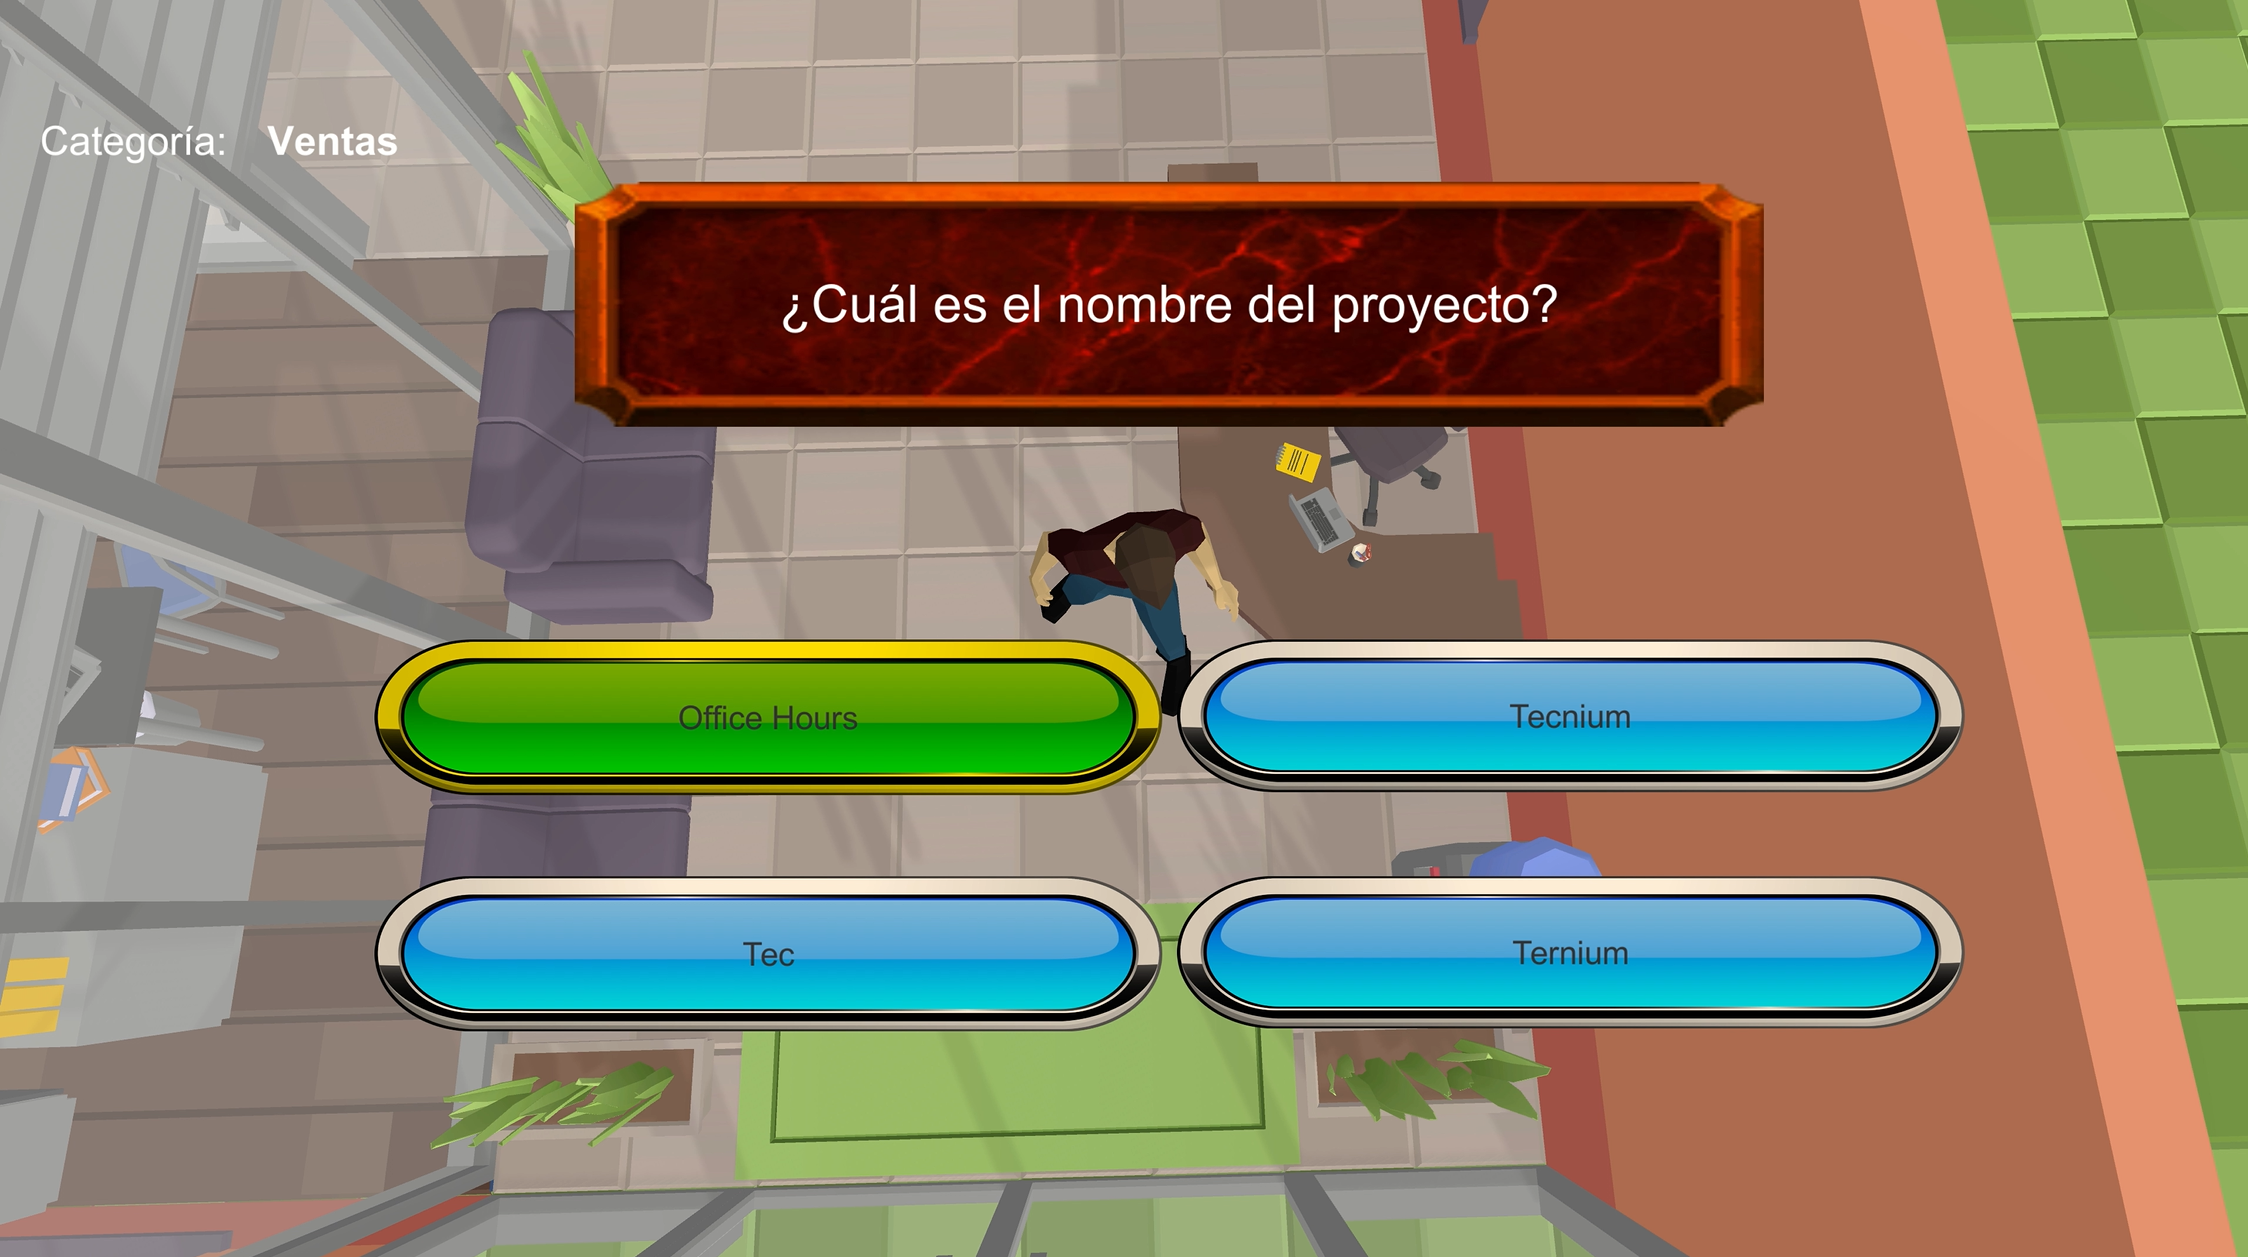 Categoría: Ventas
¿Cuál es el nombre del proyecto?
Office Hours
Tecnium
Tec
Ternium